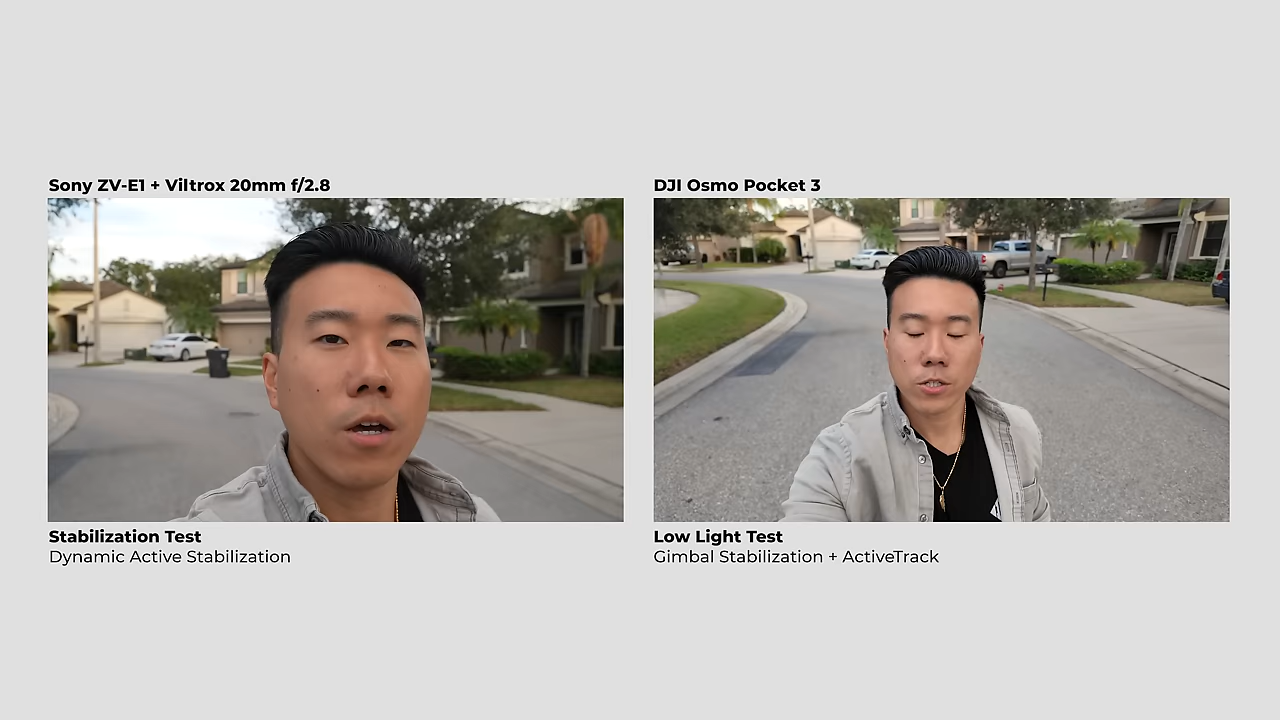 Sony ZV-E1 + Viltrox 20mm f/2.8
DJI Osmo Pocket 3
Stabilization Test
Dynamic Active Stabilization
Low Light Test
Gimbal Stabilization + ActiveTrack